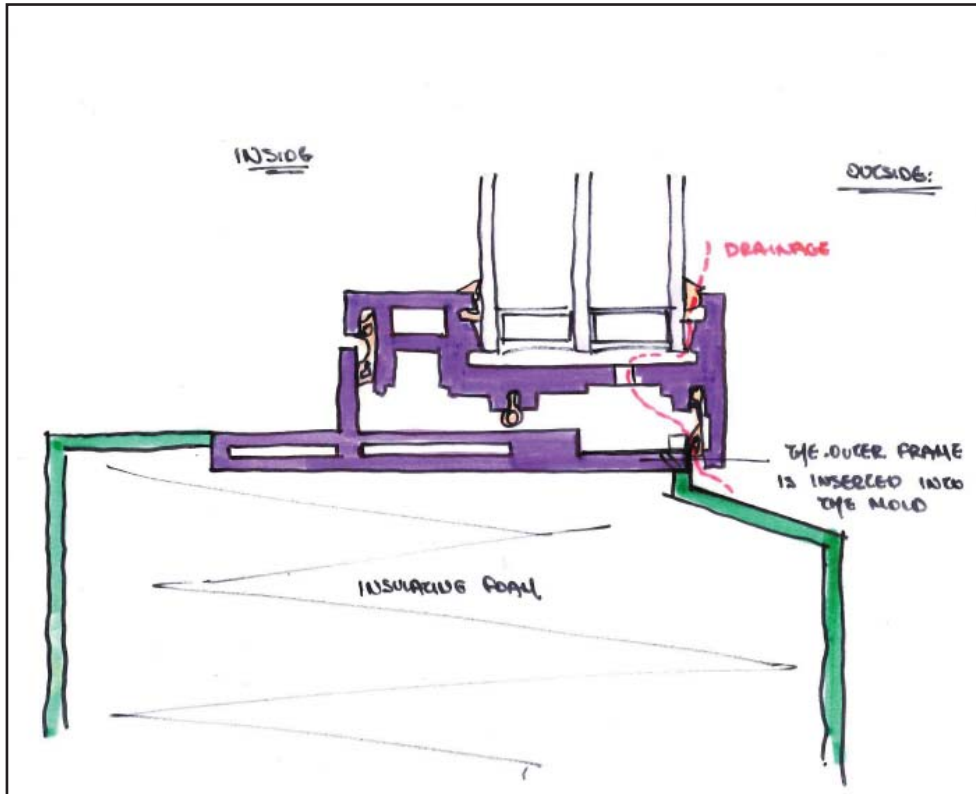 INSIDE
OUTSIDE:
DRAINAGE
THE OUTER FRAME
IS INSERTED INTO
THE MOLD
INSULATING FOAM